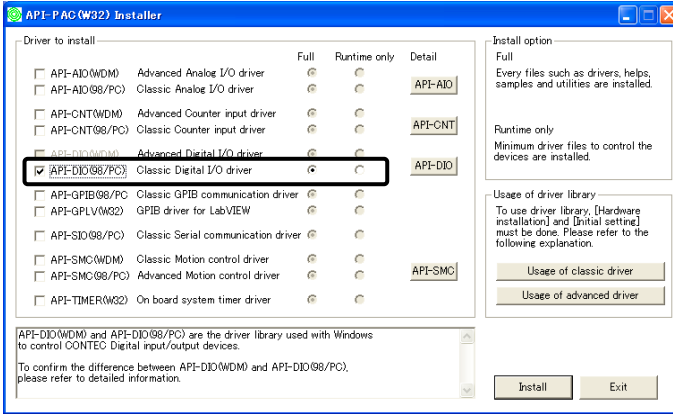 API-PAC(W32) Installer
Driver to install
Full Runtime only Detail
API-AIO(WDM) Advanced Analog I/O driver
API-AIO(98/PC) Classic Analog I/O driver
API-AIO
API-CNT(WDM) Advanced Counter input driver
API-CNT(98/PC) Classic Counter input driver
API-CNT
API-DIO(WDM) Advanced Digital I/O driver
API-DIO(98/PC) Classic Digital I/O driver
API-DIO
API-GPIB(98/PC Classic GPIB communication driver
API-GPLV(W32) GPIB driver for LabVIEW
API-SIO(98/PC) Classic Serial communication driver
API-SMC(WDM) Classic Motion control driver
API-SMC(98/PC) Advanced Motion control driver
API-SMC
API-TIMER(W32) On board system timer driver
API-DIO(WDM) and API-DIO(98/PC) are the driver library used with Windows
to control CONTEC Digital input/output devices.
To confirm the difference between API-DIO(WDM) and API-DIO(98/PC),
please refer to detailed information.
Install option
Full
Every files such as drivers, helps,
samples and utilities are installed.
Runtime only
Minimum driver files to control the
devices are installed.
Usage of driver library
To use driver library, [Hardware
installation] and [Initial setting]
must be done. Please refer to the
following explanation.
Usage of classic driver
Usage of advanced driver
Install Exit